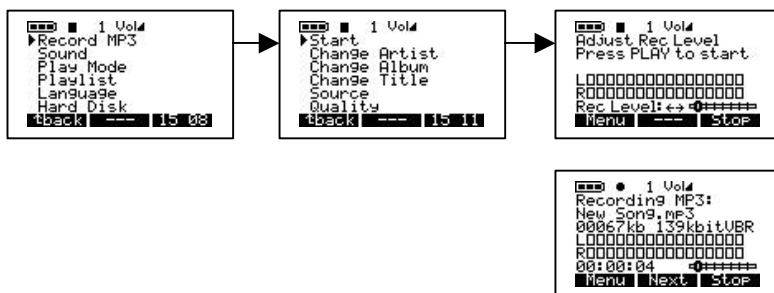 1 Vol
Record MP3
Sound
Play Mode
Playlist
Language
Hard Disk
back --- 15 08
1 Vol
Start
Change Artist
Change Album
Change Title
Source
Quality
back --- 15 11
1 Vol
Adjust Rec Level
Press PLAY to start
L
R
Rec Level:↔
Menu --- Stop
1 Vol
Recording MP3:
New Song.mp3
00067kb 139kbitVBR
L
R
00:00:04
Menu Next Stop